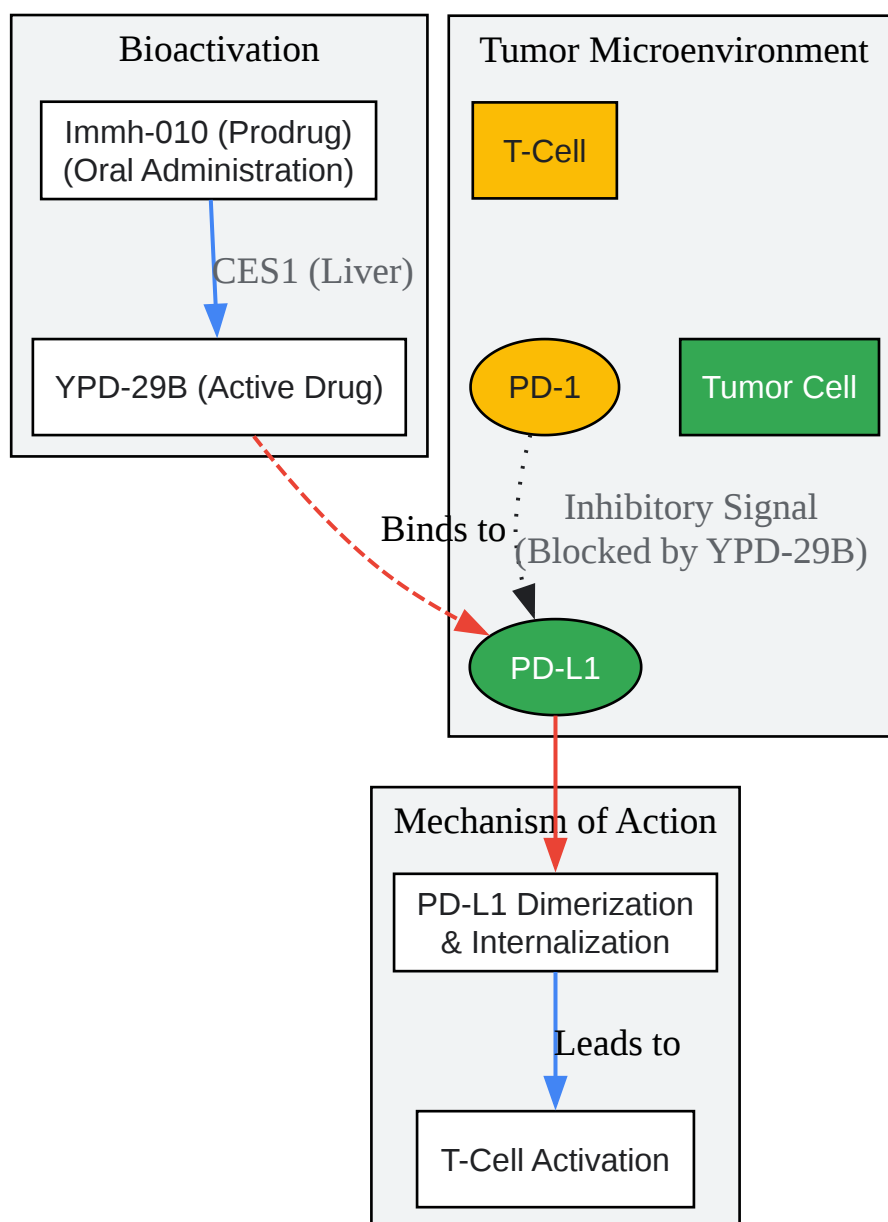 Bioactivation
Immh-010 (Prodrug)
(Oral Administration)
CES1 (Liver)
YPD-29B (Active Drug)
Binds to
Tumor Microenvironment
T-Cell
PD-1
Tumor Cell
Inhibitory Signal
(Blocked by YPD-29B)
PD-L1
Mechanism of Action
PD-L1 Dimerization
& Internalization
Leads to
T-Cell Activation